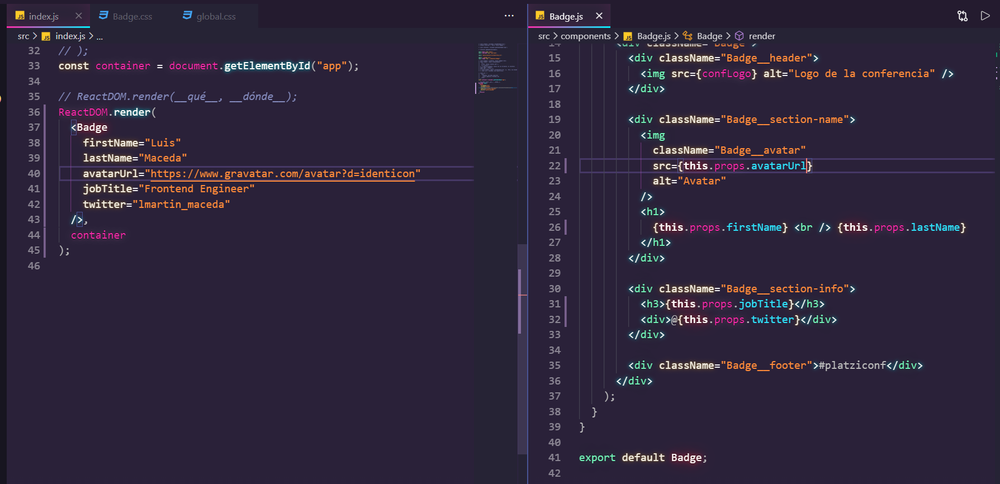 index.js
Badge.css
global.css
...
src > index.js > ...
32 // );
33 const container = document.getElementById("app");
34
35 // ReactDOM.render(__qué__, __dónde__);
36 ReactDOM.render(
37 <Badge
38 firstName="Luis"
39 lastName="Maceda"
40 avatarUrl="https://www.gravatar.com/avatar?d=identicon"
41 jobTitle="Frontend Engineer"
42 twitter="lmartin_maceda"
43 />,
44 container
45 );
46
Badge.js
src > components > Badge.js > Badge > render
14 <div className="Badge">
15 <div className="Badge__header">
16 <img src={confLogo} alt="Logo de la conferencia" />
17 </div>
18
19 <div className="Badge__section-name">
20 <img
21 className="Badge__avatar"
22 src={this.props.avatarUrl}
23 alt="Avatar"
24 />
25 <h1>
26 {this.props.firstName} <br /> {this.props.lastName}
27 </h1>
28 </div>
29
30 <div className="Badge__section-info">
31 <h3>{this.props.jobTitle}</h3>
32 <div>@{this.props.twitter}</div>
33 </div>
34
35 <div className="Badge__footer">#platziconf</div>
36 </div>
37 );
38 }
39 }
40
41 export default Badge;
42